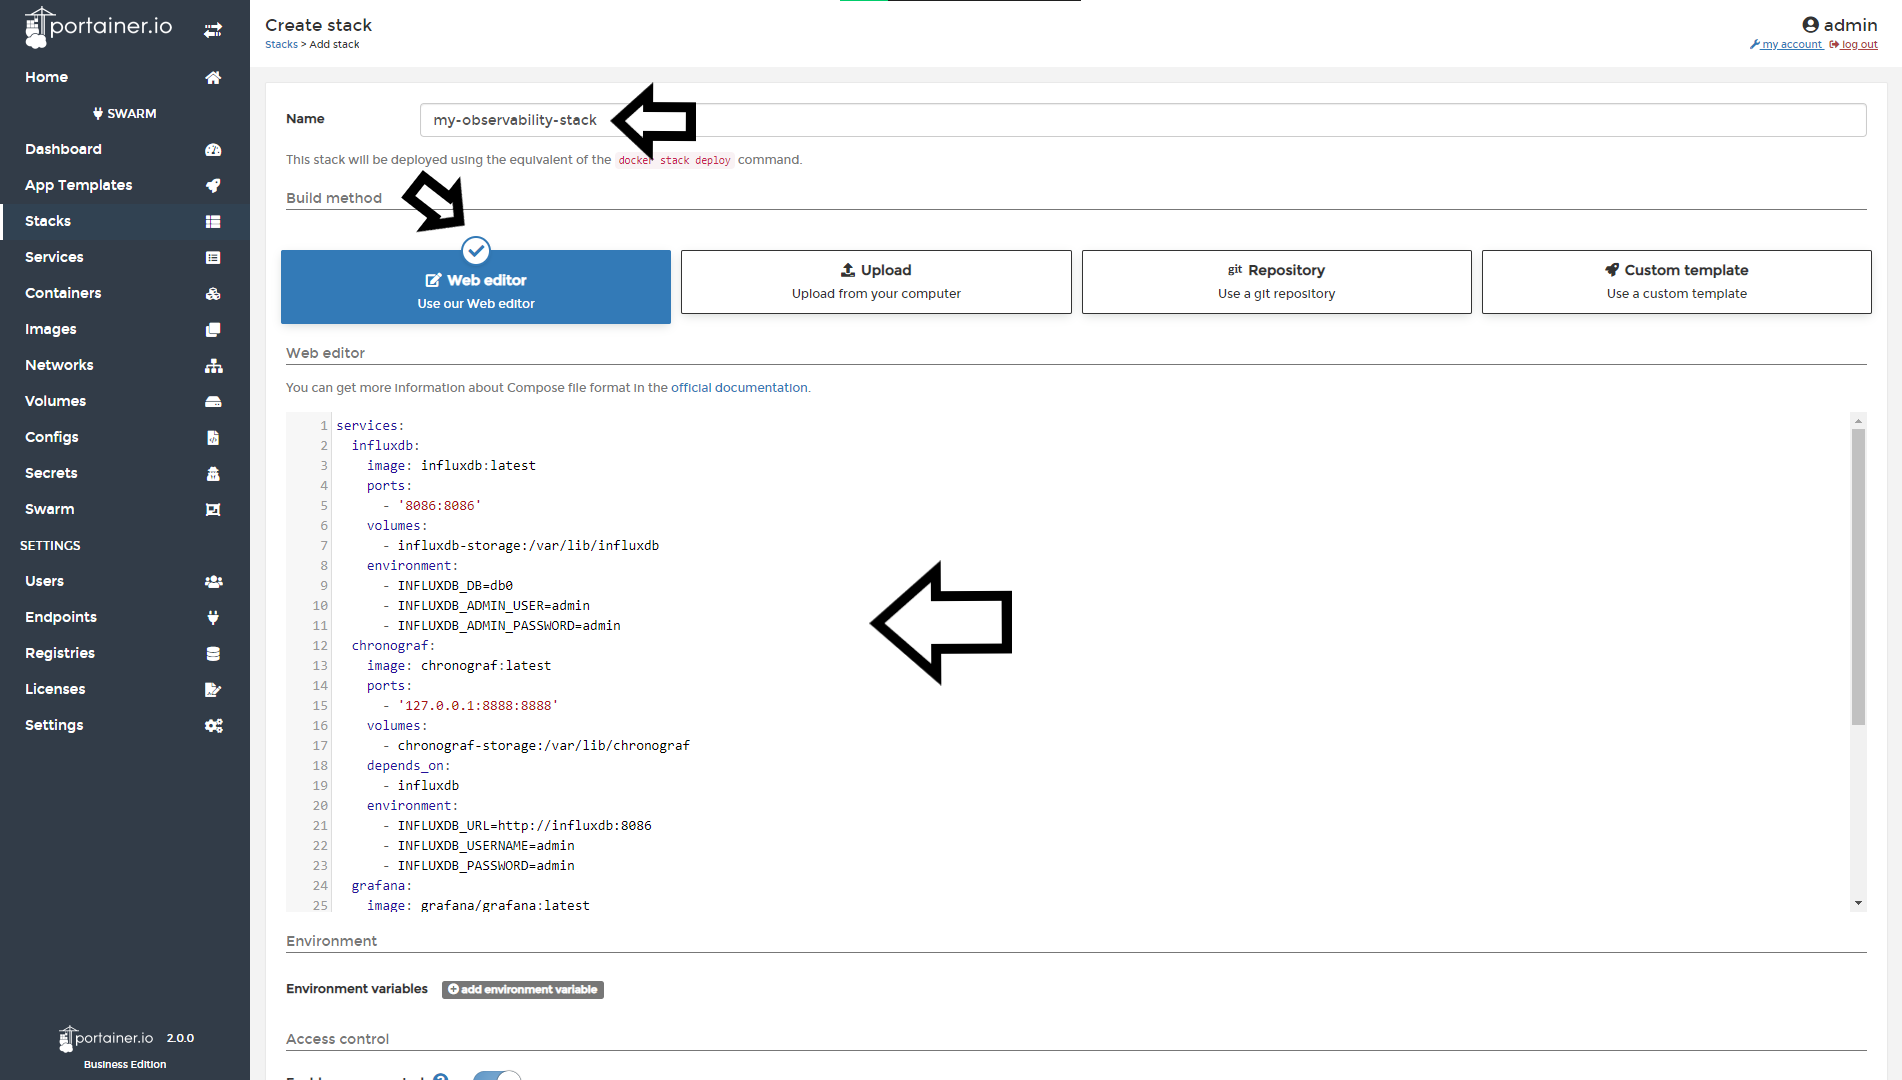 portainer.io
Home
SWARM
Dashboard
App Templates
Stacks
Services
Containers
Images
Networks
Volumes
Configs
Secrets
Swarm
SETTINGS
Users
Endpoints
Registries
Licenses
Settings
portainer.io 2.0.0
Business Edition
Create stack
Stacks > Add stack
admin
my account log out
Name my-observability-stack
This stack will be deployed using the equivalent of the docker stack deploy command.
Build method
Web editor
Use our Web editor
Upload
Upload from your computer
git Repository
Use a git repository
Custom template
Use a custom template
Web editor
You can get more information about Compose file format in the official documentation.
1 services:
2 influxdb:
3 image: influxdb:latest
4 ports:
5 - '8086:8086'
6 volumes:
7 - influxdb-storage:/var/lib/influxdb
8 environment:
9 - INFLUXDB_DB=db0
10 - INFLUXDB_ADMIN_USER=admin
11 - INFLUXDB_ADMIN_PASSWORD=admin
12 chronograf:
13 image: chronograf:latest
14 ports:
15 - '127.0.0.1:8888:8888'
16 volumes:
17 - chronograf-storage:/var/lib/chronograf
18 depends_on:
19 - influxdb
20 environment:
21 - INFLUXDB_URL=http://influxdb:8086
22 - INFLUXDB_USERNAME=admin
23 - INFLUXDB_PASSWORD=admin
24 grafana:
25 image: grafana/grafana:latest
Environment
Environment variables add environment variable
Access control